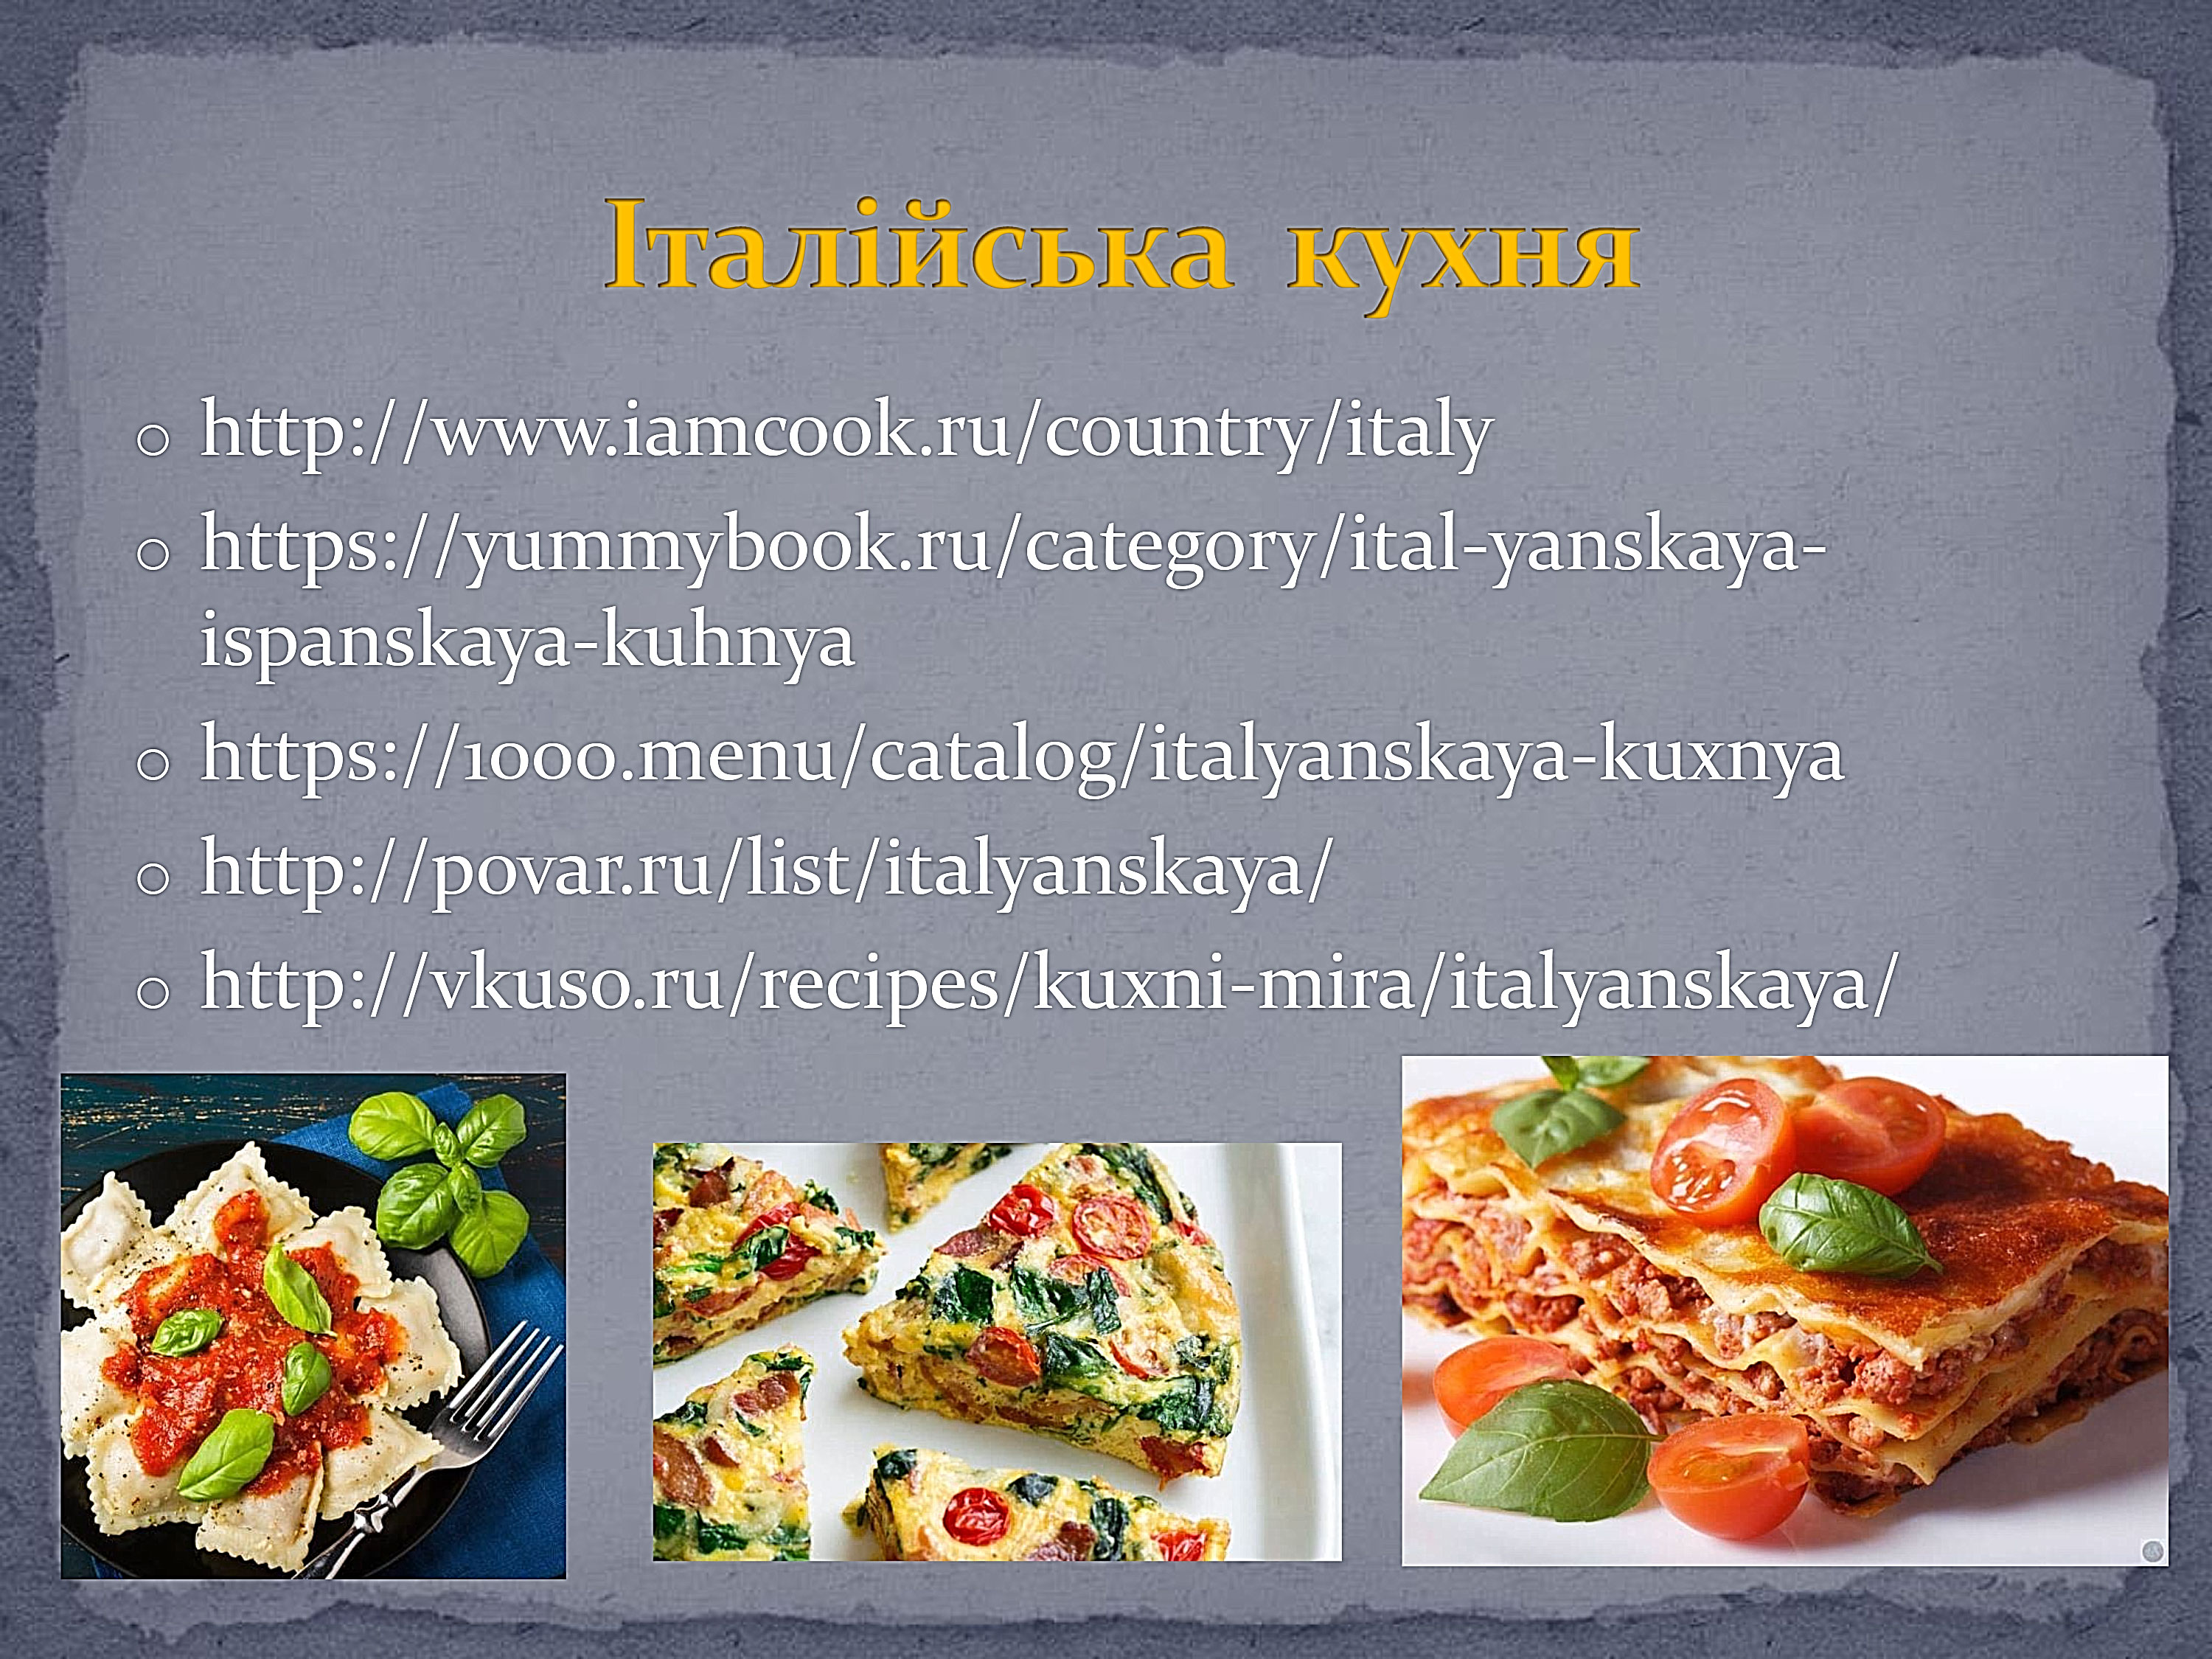 Італійська кухня
o http://www.iamcook.ru/country/italy
o https://yummybook.ru/category/ital-yanskaya-
ispanskaya-kuhnya
o https://1000.menu/catalog/italyanskaya-kuxnya
o http://povar.ru/list/italyanskaya/
o http://vkuso.ru/recipes/kuxni-mira/italyanskaya/